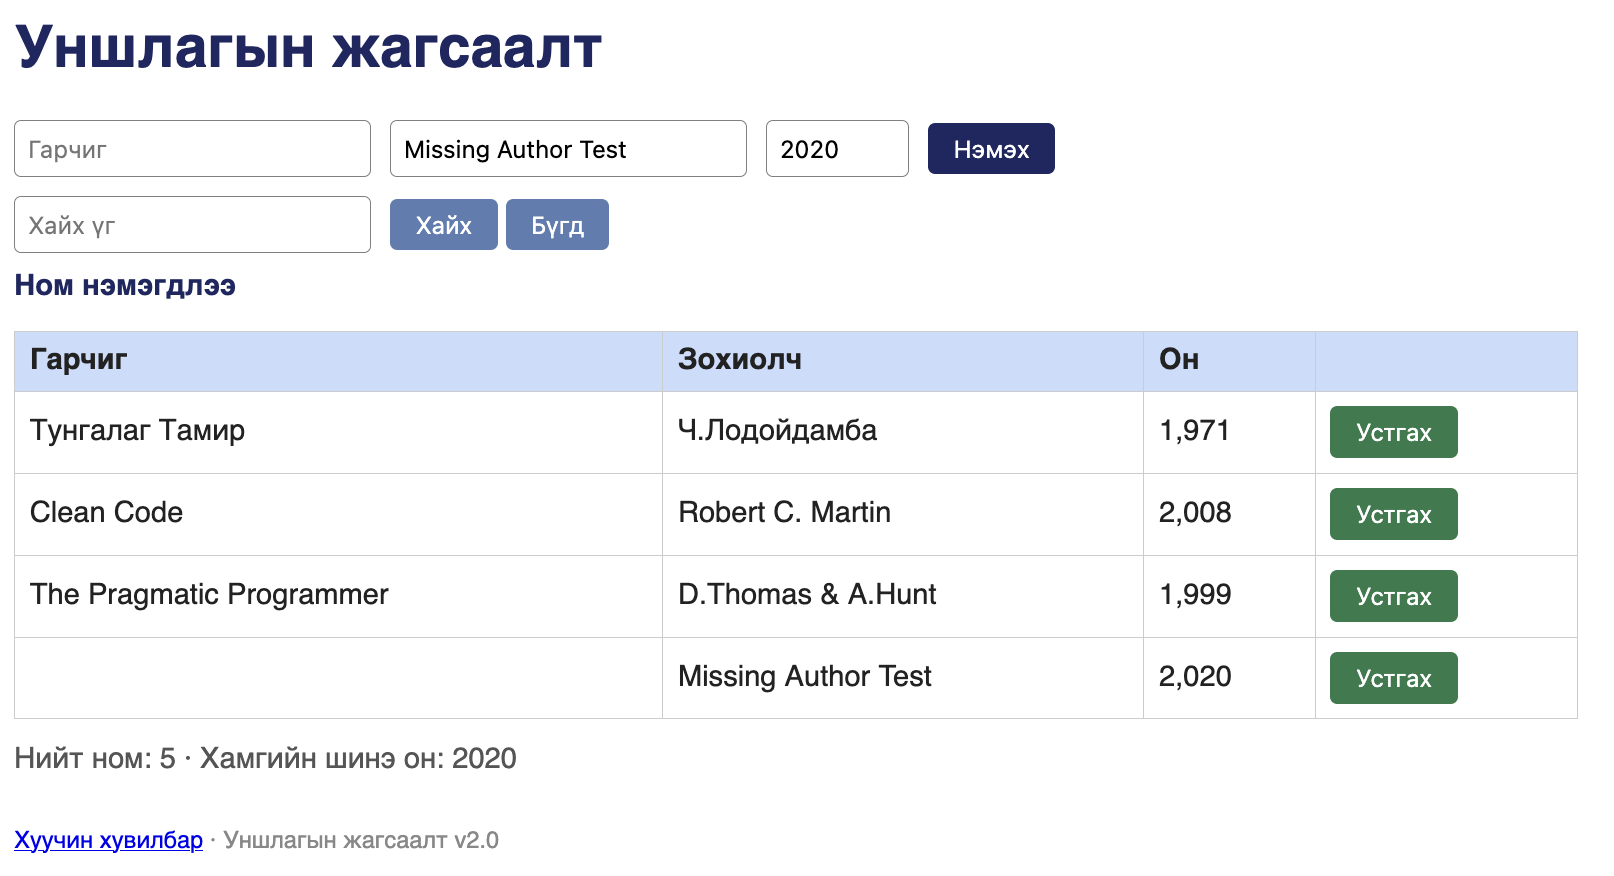 Уншлагын жагсаалт
Гарчиг Missing Author Test 2020 Нэмэх
Хайх үг Хайх Бүгд
Ном нэмэгдлээ
Гарчиг Зохиолч Он
Тунгалаг Тамир Ч.Лодойдамба 1,971 Устгах
Clean Code Robert C. Martin 2,008 Устгах
The Pragmatic Programmer D.Thomas & A.Hunt 1,999 Устгах
Missing Author Test 2,020 Устгах
Нийт ном: 5 · Хамгийн шинэ он: 2020
Хуучин хувилбар · Уншлагын жагсаалт v2.0